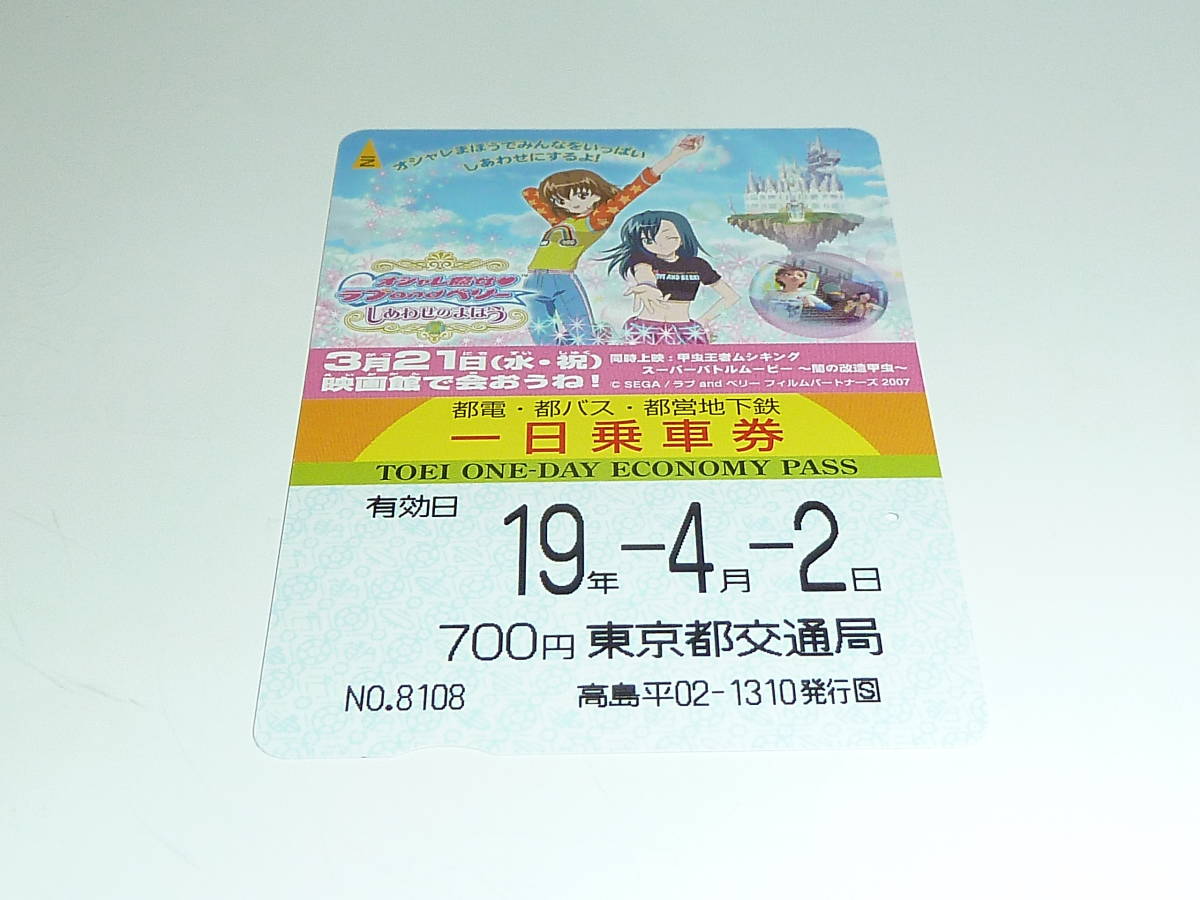 IN
オシャレまほうでみんなをいっぱい
しあわせにするよ!
オシャレ魔女♥
ラブandベリー
しあわせのまほう
3月21日(水・祝)
映画館で会おうね!
同時上映:甲虫王者ムシキング
スーパーバトルムービー 〜闇の改造甲虫〜
© SEGA / ラブ and ベリー フィルムパートナーズ 2007
都電・都バス・都営地下鉄
一日乗車券
TOEI ONE-DAY ECONOMY PASS
有効日
19年-4月-2日
700円 東京都交通局
NO.8108 高島平02-1310発行S